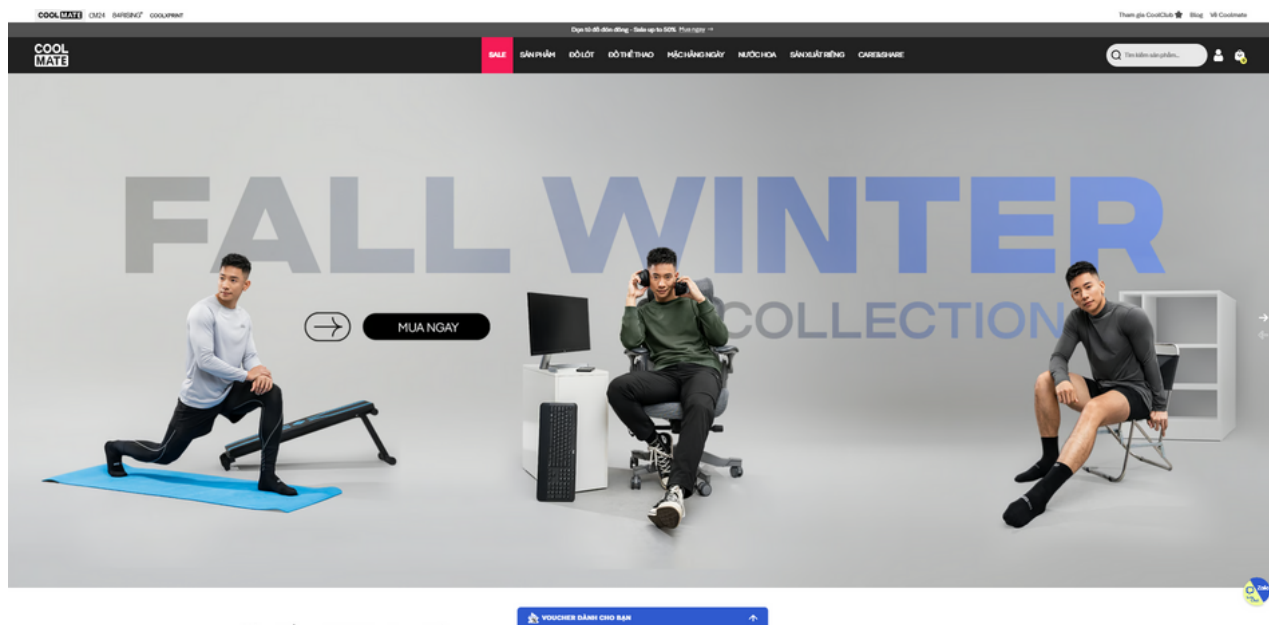 COOLMATE CM24 84RISING* COOLXPRINT
Tham gia CoolClub Blog Về Coolmate
Dọn tủ đồ đón đông - Sale up to 50% Mua ngay →
COOL
MATE
SALE SẢN PHẨM ĐỒ LÓT ĐỒ THỂ THAO MẶC HÀNG NGÀY NƯỚC HOA SẢN XUẤT RIÊNG CARE&SHARE
Tìm kiếm sản phẩm...
FALL WINTER
COLLECTION
MUA NGAY
Zalo
VOUCHER DÀNH CHO BẠN